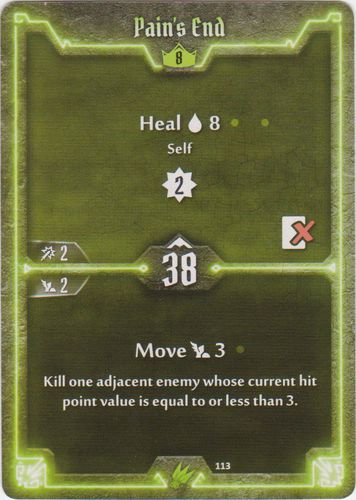 Pain's End
8
Heal 8
Self
2
2
38
2
Move 3
Kill one adjacent enemy whose current hit
point value is equal to or less than 3.
113